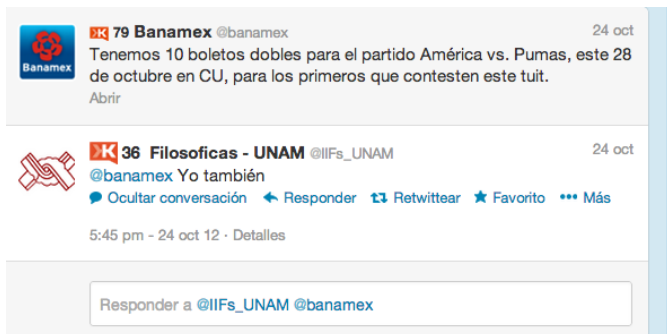 79 Banamex @banamex 24 oct
Tenemos 10 boletos dobles para el partido América vs. Pumas, este 28
de octubre en CU, para los primeros que contesten este tuit.
Banamex
Abrir
36 Filosoficas - UNAM @IIFs_UNAM 24 oct
@banamex Yo también
Ocultar conversación Responder Retwittear Favorito Más
5:45 pm - 24 oct 12 · Detalles
Responder a @IIFs_UNAM @banamex